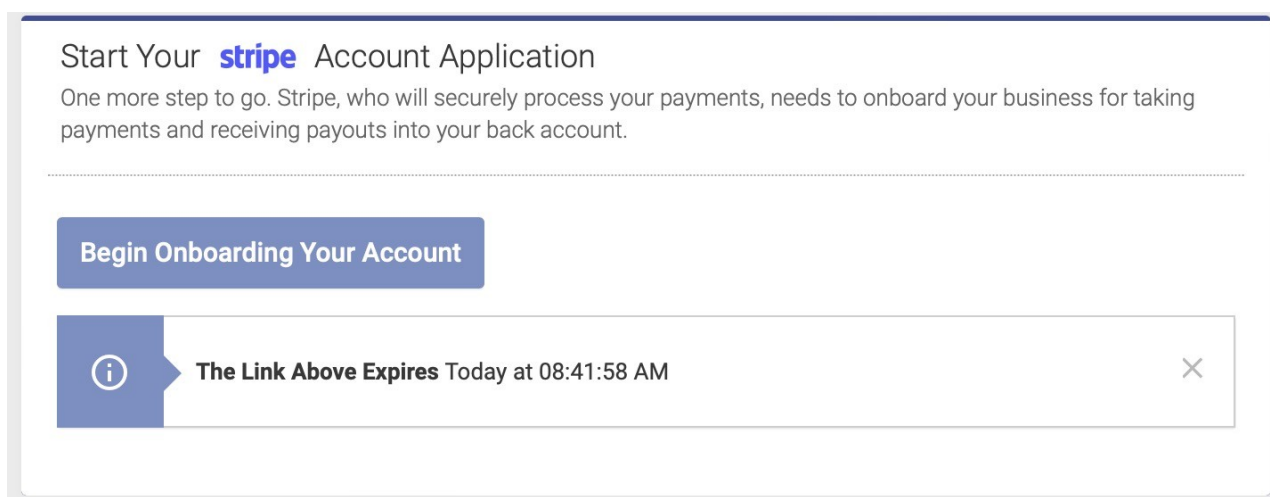 Start Your stripe Account Application
One more step to go. Stripe, who will securely process your payments, needs to onboard your business for taking
payments and receiving payouts into your back account.
Begin Onboarding Your Account
The Link Above Expires Today at 08:41:58 AM